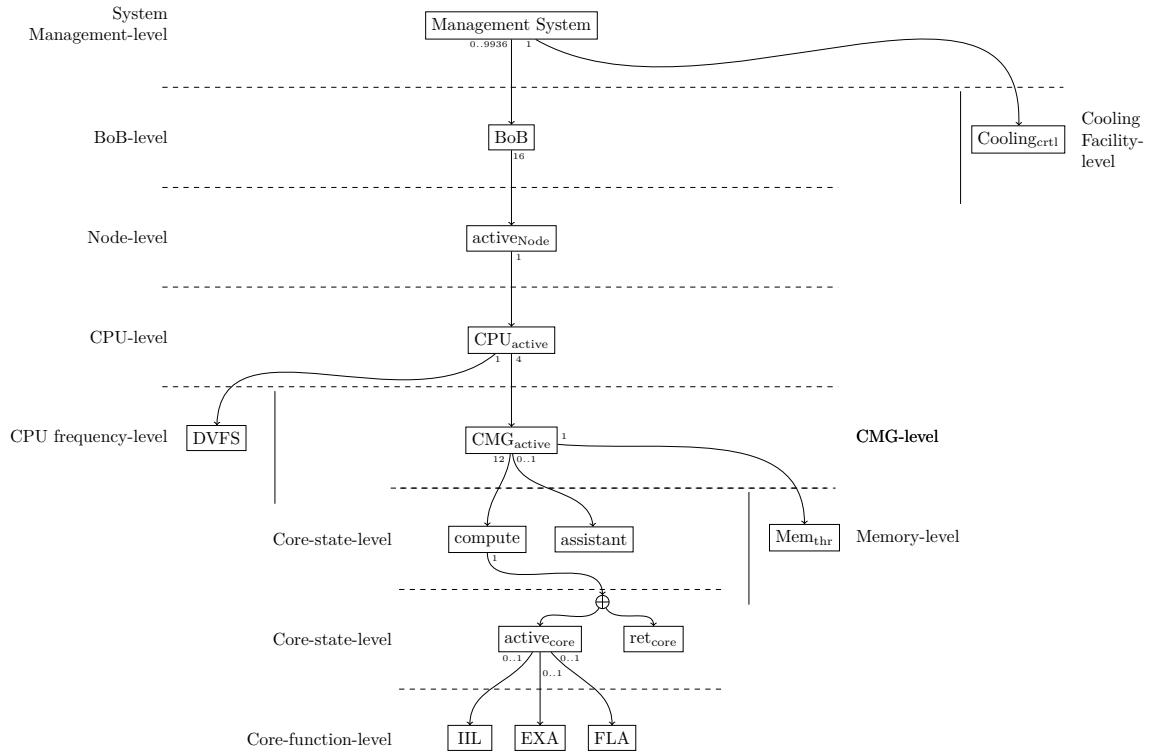 System
Management-level
Management System
0..9936
1
BoB-level
BoB
16
Cooling_crtl
Cooling
Facility-
level
Node-level
active_Node
1
CPU-level
CPU_active
1
4
CPU frequency-level
DVFS
CMG_active
1
12
0..1
CMG-level
Core-state-level
compute
1
assistant
Mem_thr
Memory-level
Core-state-level
active_core
ret_core
0..1
0..1
0..1
Core-function-level
IIL
EXA
FLA